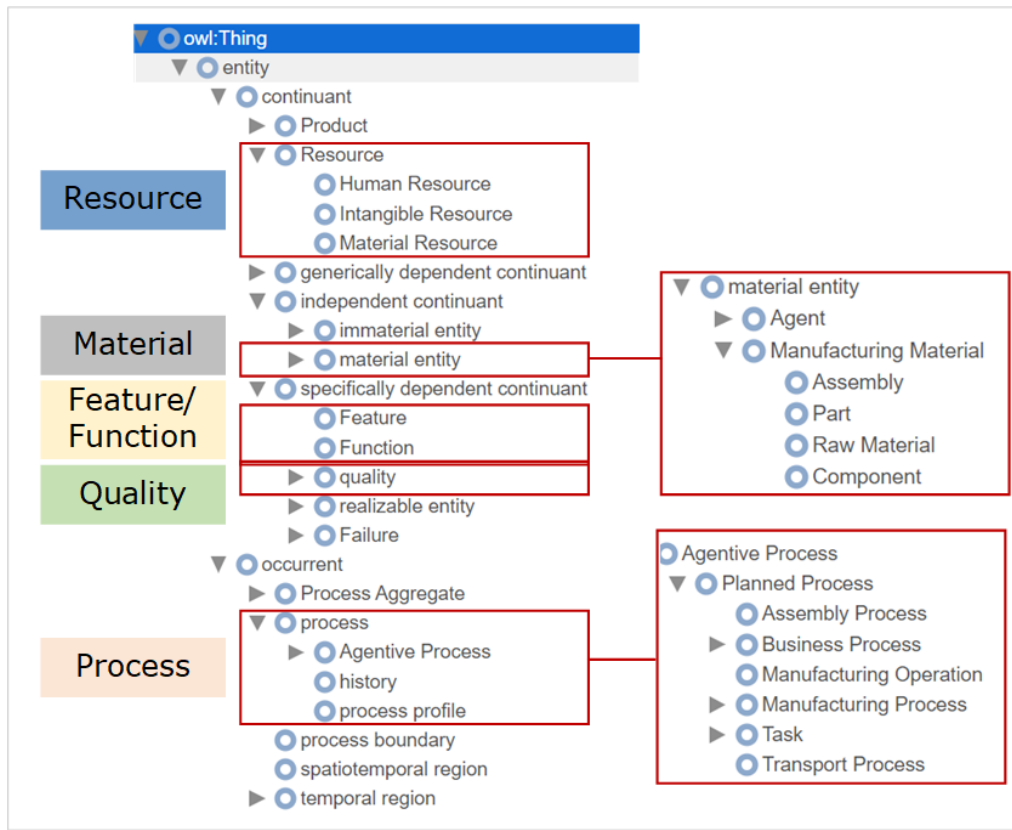 owl:Thing
entity
continuant
Product
Resource
Human Resource
Intangible Resource
Material Resource
generically dependent continuant
independent continuant
immaterial entity
material entity
specifically dependent continuant
Feature
Function
quality
realizable entity
Failure
occurrent
Process Aggregate
process
Agentive Process
history
process profile
process boundary
spatiotemporal region
temporal region
Resource
Material
Feature/
Function
Quality
Process
material entity
Agent
Manufacturing Material
Assembly
Part
Raw Material
Component
Agentive Process
Planned Process
Assembly Process
Business Process
Manufacturing Operation
Manufacturing Process
Task
Transport Process